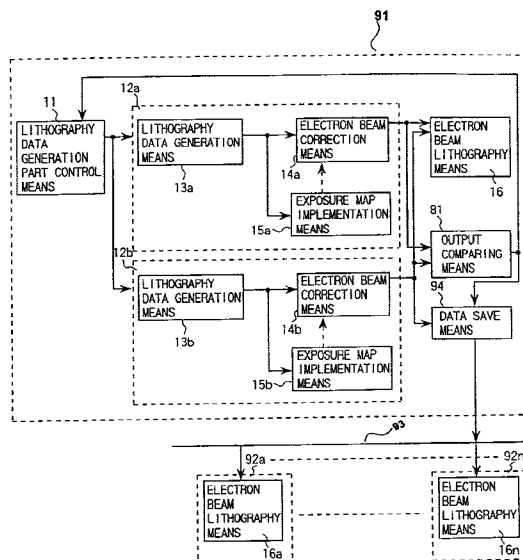 91
11
LITHOGRAPHY
DATA
GENERATION
PART CONTROL
MEANS
12a
LITHOGRAPHY
DATA GENERATION
MEANS
13a
ELECTRON BEAM
CORRECTION
MEANS
14a
EXPOSURE MAP
IMPLEMENTATION
MEANS
15a
ELECTRON
BEAM
LITHOGRAPHY
MEANS
16
81
OUTPUT
COMPARING
MEANS
94
DATA SAVE
MEANS
12b
LITHOGRAPHY
DATA GENERATION
MEANS
13b
ELECTRON BEAM
CORRECTION
MEANS
14b
EXPOSURE MAP
IMPLEMENTATION
MEANS
15b
93
92a
ELECTRON
BEAM
LITHOGRAPHY
MEANS
16a
92n
ELECTRON
BEAM
LITHOGRAPHY
MEANS
16n